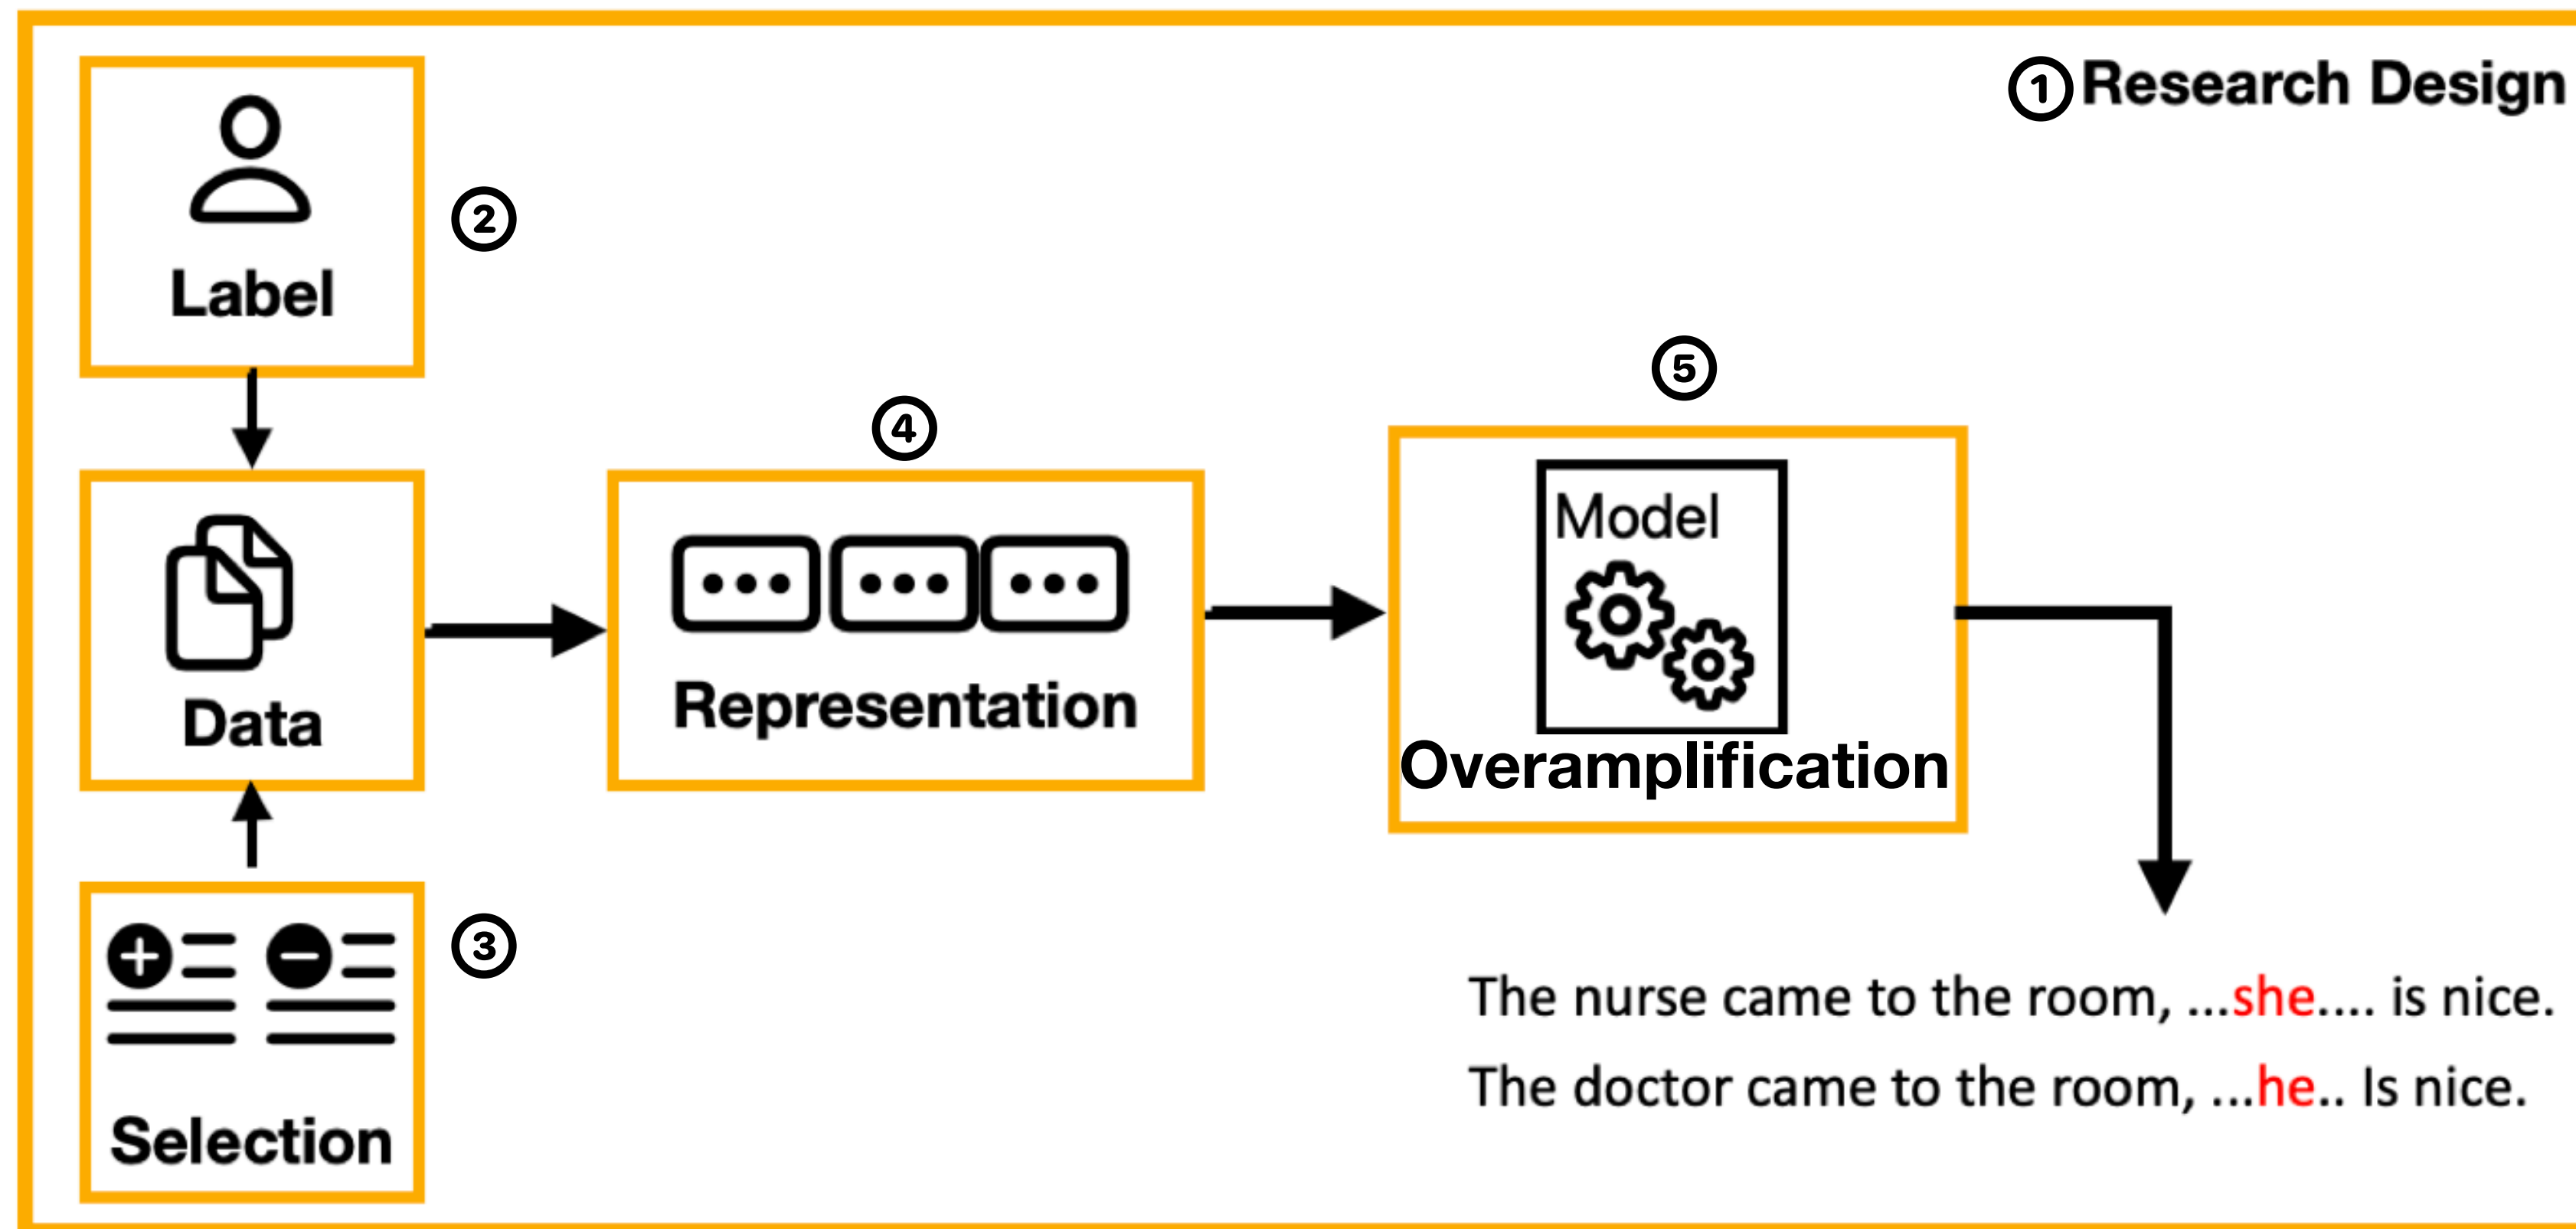 ① Research Design
Label
②
Data
③
Selection
④
Representation
⑤
Model
Overamplification
The nurse came to the room, ...she.... is nice.
The doctor came to the room, ...he.. Is nice.